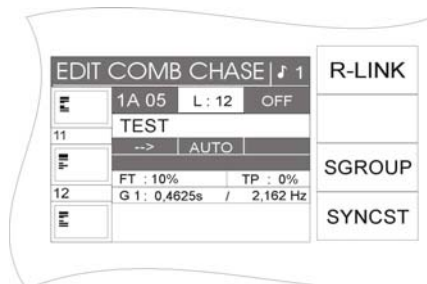 EDIT COMB CHASE|♪ 1
R-LINK
1A 05 L : 12 OFF
TEST
11
--> AUTO
SGROUP
FT : 10% TP : 0%
12
G 1 : 0,4625s / 2,162 Hz
SYNCST